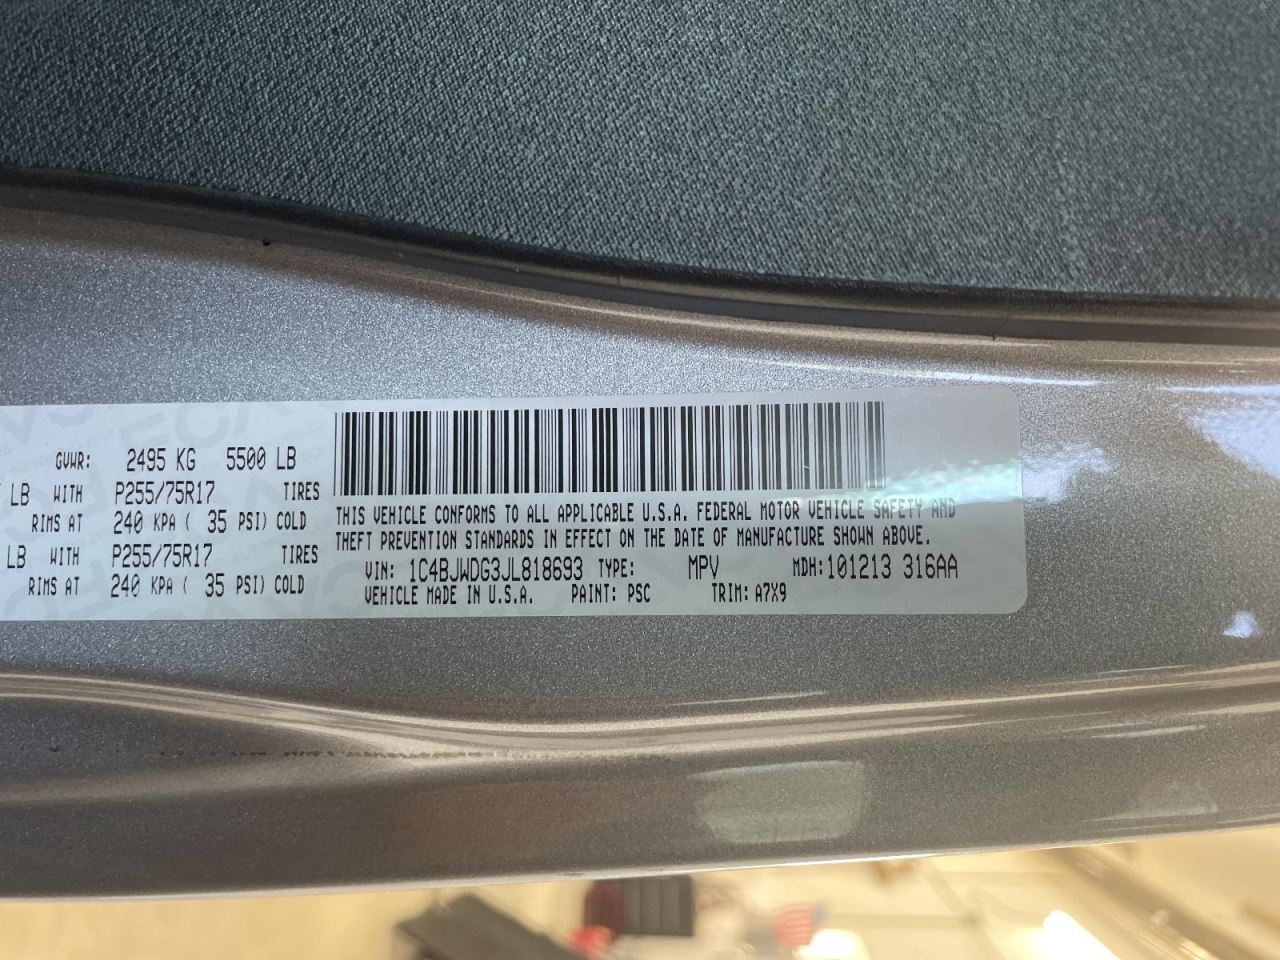 GVWR: 2495 KG 5500 LB
LB WITH P255/75R17 TIRES
RIMS AT 240 KPA ( 35 PSI) COLD
LB WITH P255/75R17 TIRES
RIMS AT 240 KPA ( 35 PSI) COLD
THIS VEHICLE CONFORMS TO ALL APPLICABLE U.S.A. FEDERAL MOTOR VEHICLE SAFETY AND
THEFT PREVENTION STANDARDS IN EFFECT ON THE DATE OF MANUFACTURE SHOWN ABOVE.
VIN: 1C4BJWDG3JL818693 TYPE: MPV MDH: 101213 316AA
VEHICLE MADE IN U.S.A. PAINT: PSC TRIM: A7X9